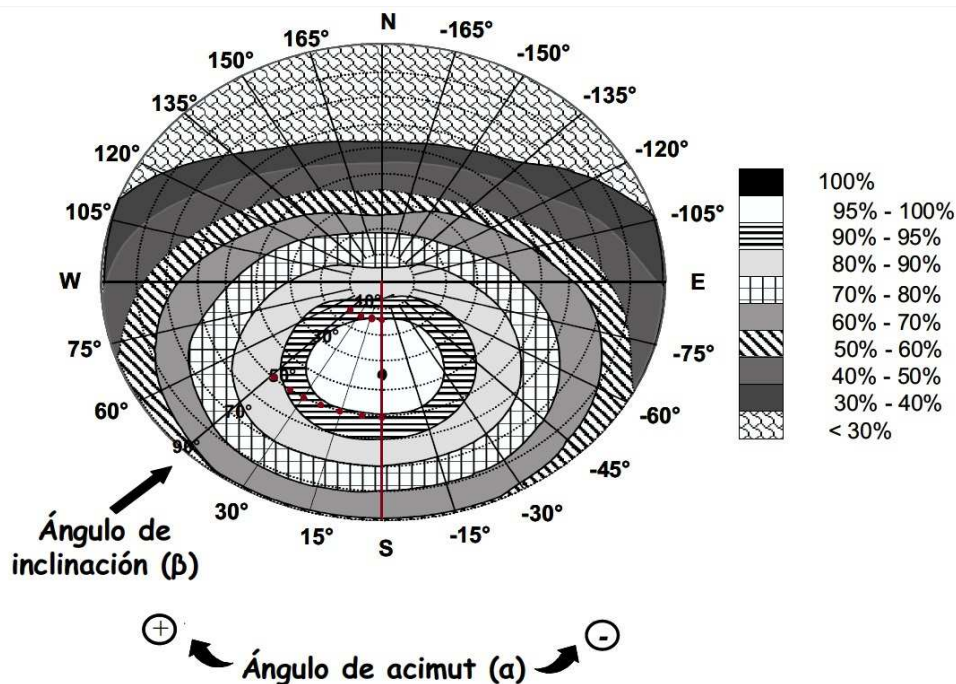 N
165°
-165°
150°
-150°
135°
-135°
120°
-120°
105°
-105°
W
E
75°
-75°
60°
-60°
-45°
30°
-30°
15°
-15°
S
10°
30°
50°
70°
90°
100%
95% - 100%
90% - 95%
80% - 90%
70% - 80%
60% - 70%
50% - 60%
40% - 50%
30% - 40%
< 30%
Ángulo de
inclinación (β)
+
-
Ángulo de acimut (α)